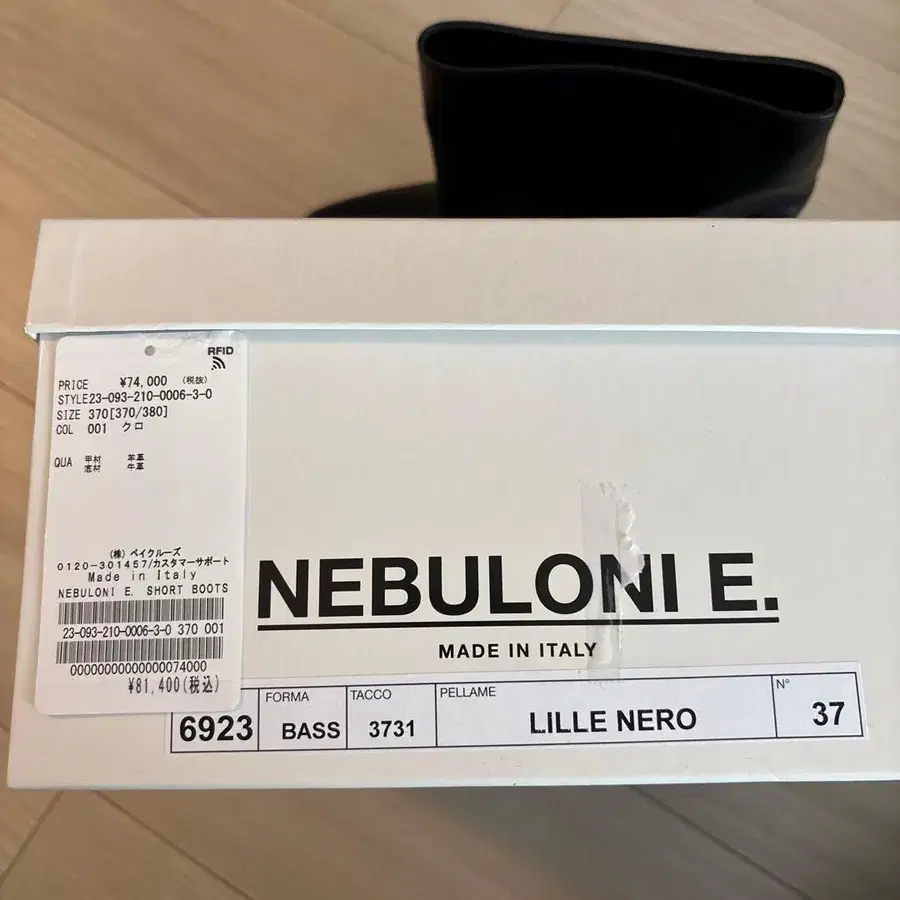 RFID
PRICE ¥74,000 (税抜)
STYLE23-093-210-0006-3-0
SIZE 370[370/380]
COL 001 クロ
QUA 甲材 羊革
底材 牛革
(株) ベイクルーズ
0120-301457/カスタマーサポート
Made in Italy
NEBULONI E. SHORT BOOTS
23-093-210-0006-3-0 370 001
00000000000000074000
¥81,400(税込)
NEBULONI E.
MADE IN ITALY
6923 FORMA BASS TACCO 3731 PELLAME LILLE NERO N° 37